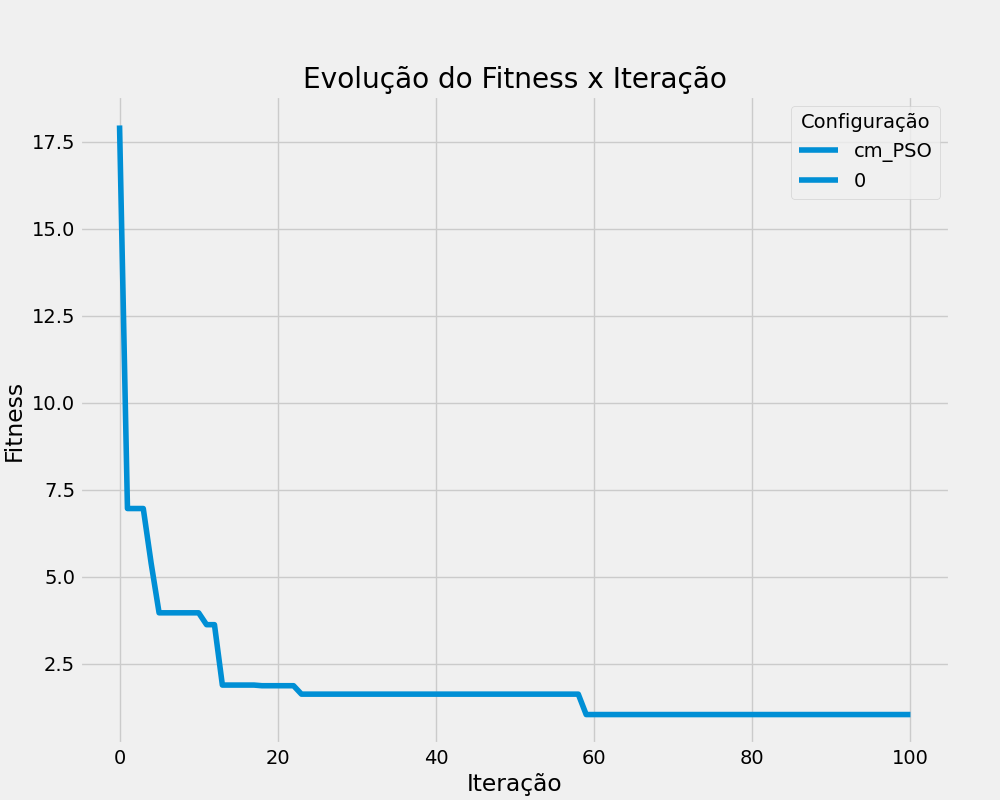 Evolução do Fitness x Iteração
Configuração
cm_PSO
0
Fitness
17.5
15.0
12.5
10.0
7.5
5.0
2.5
0 20 40 60 80 100
Iteração